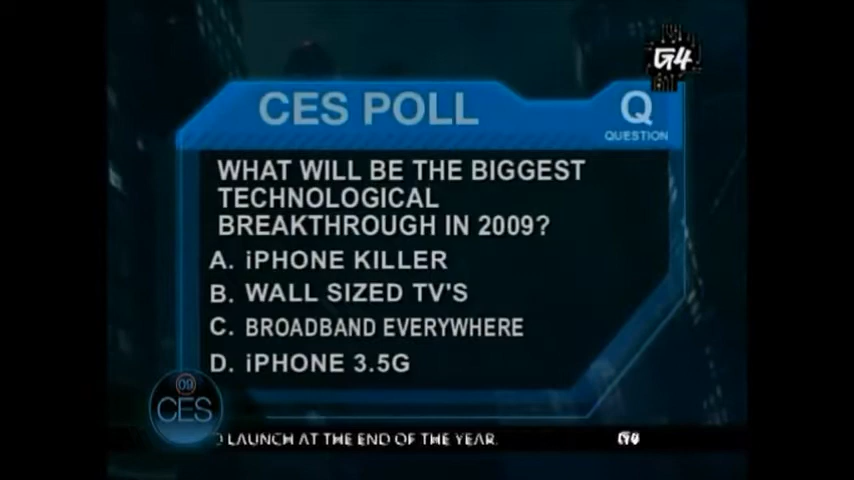 G4
CES POLL
Q
QUESTION
WHAT WILL BE THE BIGGEST
TECHNOLOGICAL
BREAKTHROUGH IN 2009?
A. iPHONE KILLER
B. WALL SIZED TV'S
C. BROADBAND EVERYWHERE
D. iPHONE 3.5G
09
CES
LAUNCH AT THE END OF THE YEAR.
G4